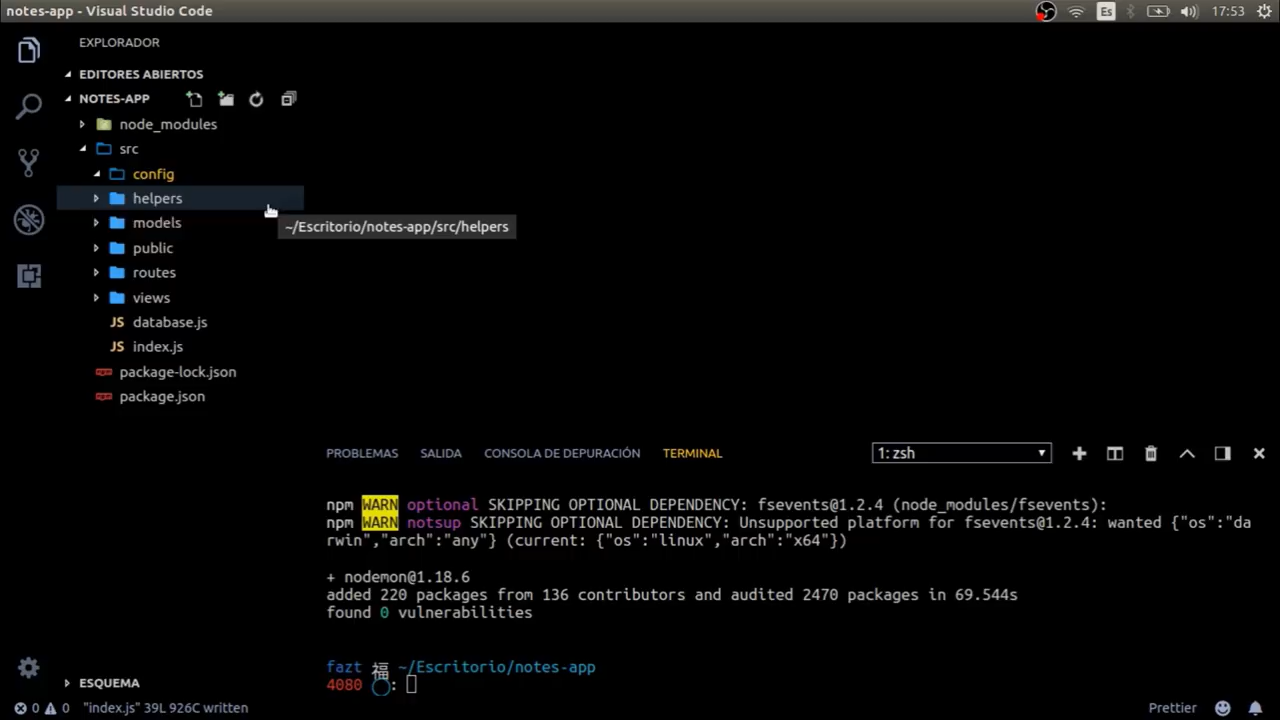 notes-app - Visual Studio Code
Es
17:53
EXPLORADOR
EDITORES ABIERTOS
NOTES-APP
node_modules
src
config
helpers
~/Escritorio/notes-app/src/helpers
models
public
routes
views
JS database.js
JS index.js
package-lock.json
package.json
PROBLEMAS SALIDA CONSOLA DE DEPURACIÓN TERMINAL 1: zsh
npm WARN optional SKIPPING OPTIONAL DEPENDENCY: fsevents@1.2.4 (node_modules/fsevents):
npm WARN notsup SKIPPING OPTIONAL DEPENDENCY: Unsupported platform for fsevents@1.2.4: wanted {"os":"da
rwin","arch":"any"} (current: {"os":"linux","arch":"x64"})
+ nodemon@1.18.6
added 220 packages from 136 contributors and audited 2470 packages in 69.544s
found 0 vulnerabilities
fazt 福 ~/Escritorio/notes-app
4080 ◯:
ESQUEMA
0 0 "index.js" 39L 926C written
Prettier